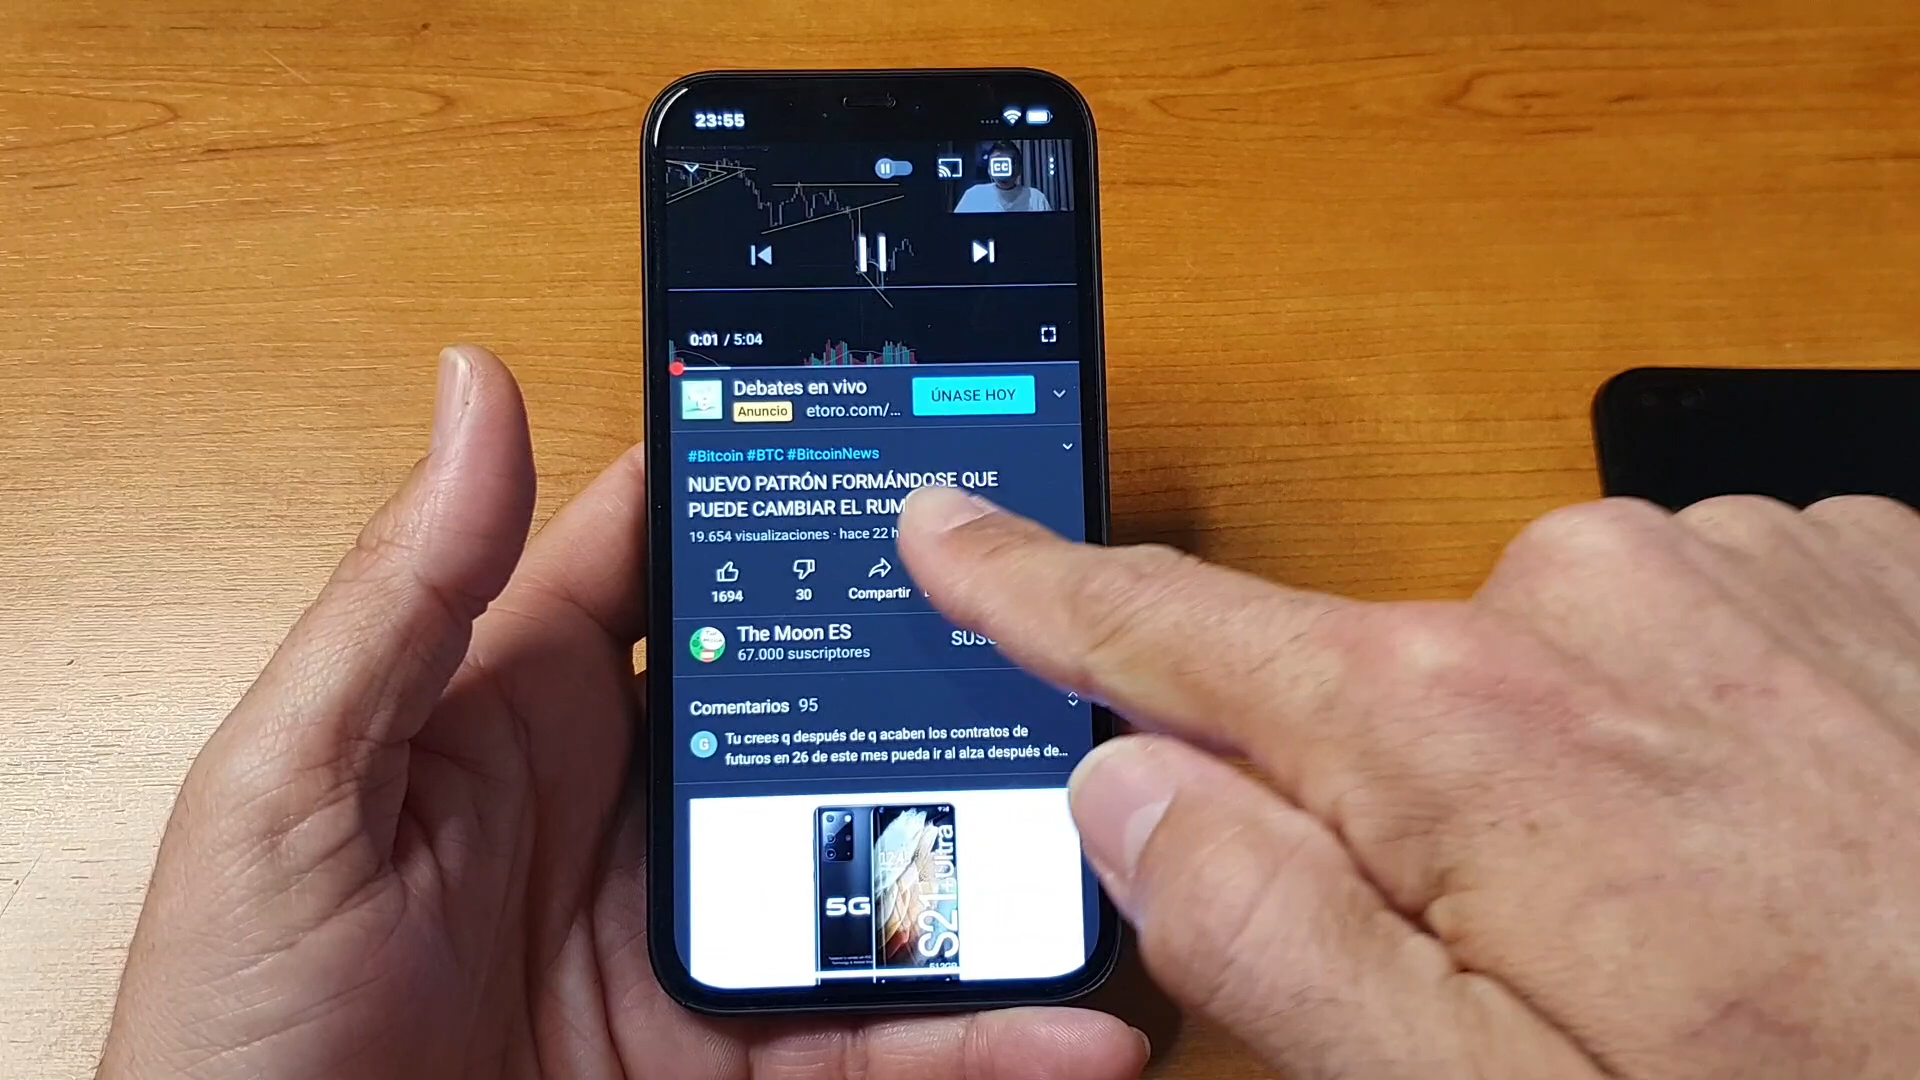 23:55
CC
0:01 / 5:04
Debates en vivo
ÚNASE HOY
Anuncio etoro.com/...
#Bitcoin #BTC #BitcoinNews
NUEVO PATRÓN FORMÁNDOSE QUE
PUEDE CAMBIAR EL
19.654 visualizaciones · hace 22
1694
30
Compartir
The Moon ES
67.000 suscriptores
Comentarios 95
G
Tu crees q después de q acaben los contratos de
futuros en 26 de este mes pueda ir al alza después de...
5G
S21+Ultra
512GB